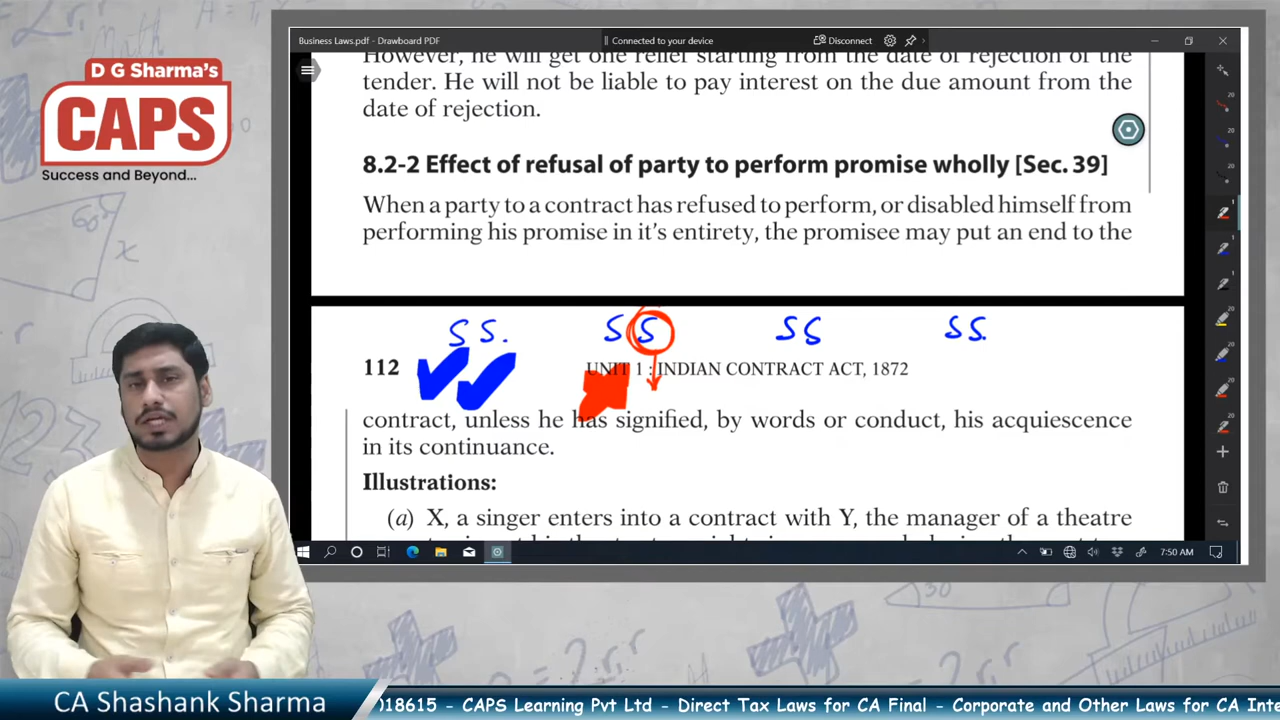 D G Sharma's
CAPS
Success and Beyond...
Business Laws.pdf - Drawboard PDF
Connected to your device
Disconnect
However, he will get one relief starting from the date of rejection of the
tender. He will not be liable to pay interest on the due amount from the
date of rejection.
8.2-2 Effect of refusal of party to perform promise wholly [Sec. 39]
When a party to a contract has refused to perform, or disabled himself from
performing his promise in it's entirety, the promisee may put an end to the
S S. S S S S S S.
112 UNIT 1 : INDIAN CONTRACT ACT, 1872
contract, unless he has signified, by words or conduct, his acquiescence
in its continuance.
Illustrations:
(a) X, a singer enters into a contract with Y, the manager of a theatre
7:50 AM
CA Shashank Sharma
018615 - CAPS Learning Pvt Ltd - Direct Tax Laws for CA Final - Corporate and Other Laws for CA Inte